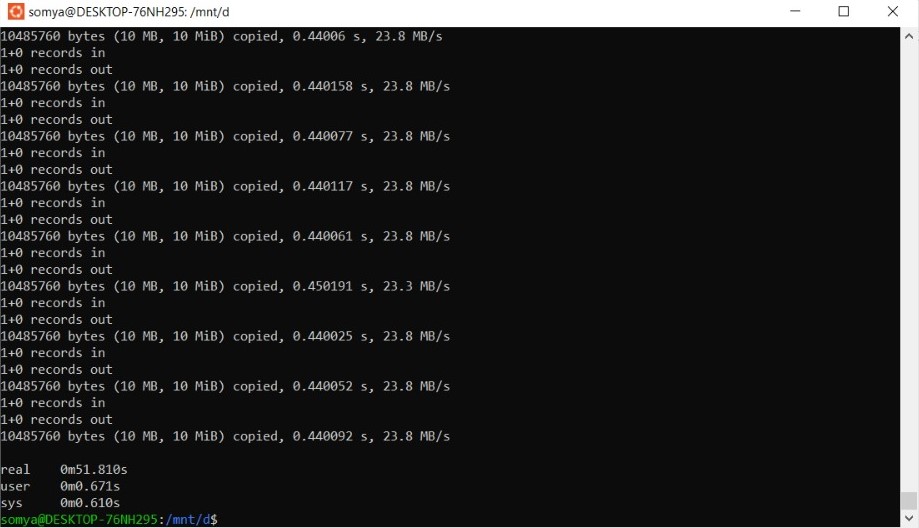 somya@DESKTOP-76NH295: /mnt/d
10485760 bytes (10 MB, 10 MiB) copied, 0.44006 s, 23.8 MB/s
1+0 records in
1+0 records out
10485760 bytes (10 MB, 10 MiB) copied, 0.440158 s, 23.8 MB/s
1+0 records in
1+0 records out
10485760 bytes (10 MB, 10 MiB) copied, 0.440077 s, 23.8 MB/s
1+0 records in
1+0 records out
10485760 bytes (10 MB, 10 MiB) copied, 0.440117 s, 23.8 MB/s
1+0 records in
1+0 records out
10485760 bytes (10 MB, 10 MiB) copied, 0.440061 s, 23.8 MB/s
1+0 records in
1+0 records out
10485760 bytes (10 MB, 10 MiB) copied, 0.450191 s, 23.3 MB/s
1+0 records in
1+0 records out
10485760 bytes (10 MB, 10 MiB) copied, 0.440025 s, 23.8 MB/s
1+0 records in
1+0 records out
10485760 bytes (10 MB, 10 MiB) copied, 0.440052 s, 23.8 MB/s
1+0 records in
1+0 records out
10485760 bytes (10 MB, 10 MiB) copied, 0.440092 s, 23.8 MB/s
real 0m51.810s
user 0m0.671s
sys 0m0.610s
somya@DESKTOP-76NH295:/mnt/d$